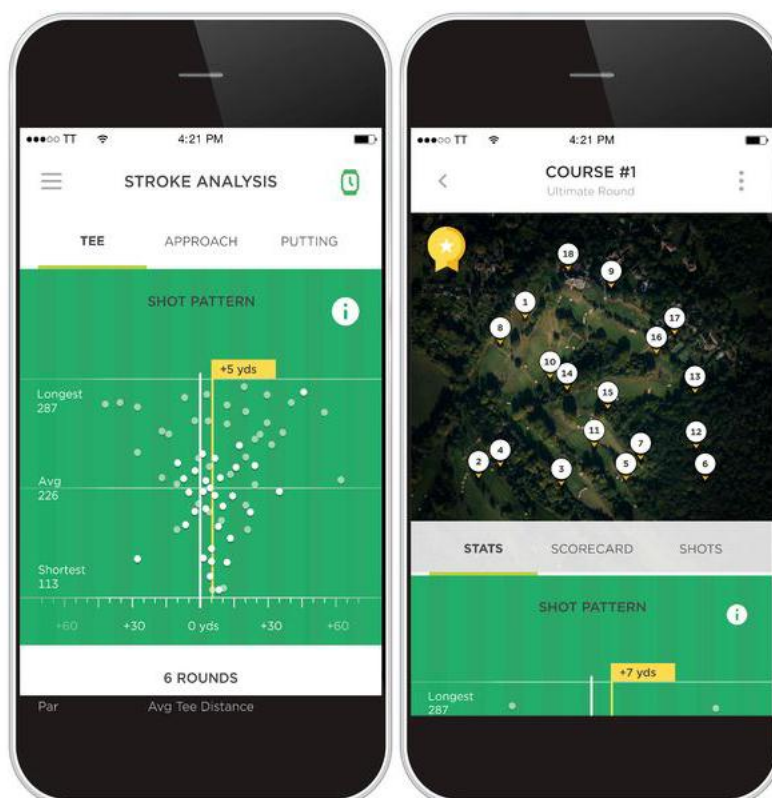 ●●●○○ TT 4:21 PM
STROKE ANALYSIS
TEE APPROACH PUTTING
SHOT PATTERN
i
+5 yds
Longest
287
Avg
226
Shortest
113
+60 +30 0 yds +30 +60
6 ROUNDS
Par Avg Tee Distance
●●●○○ TT 4:21 PM
COURSE #1
Ultimate Round
18
9
1
17
8
16
10
14
13
15
11
12
7
4
2
3
5
6
STATS SCORECARD SHOTS
SHOT PATTERN
i
+7 yds
Longest
287